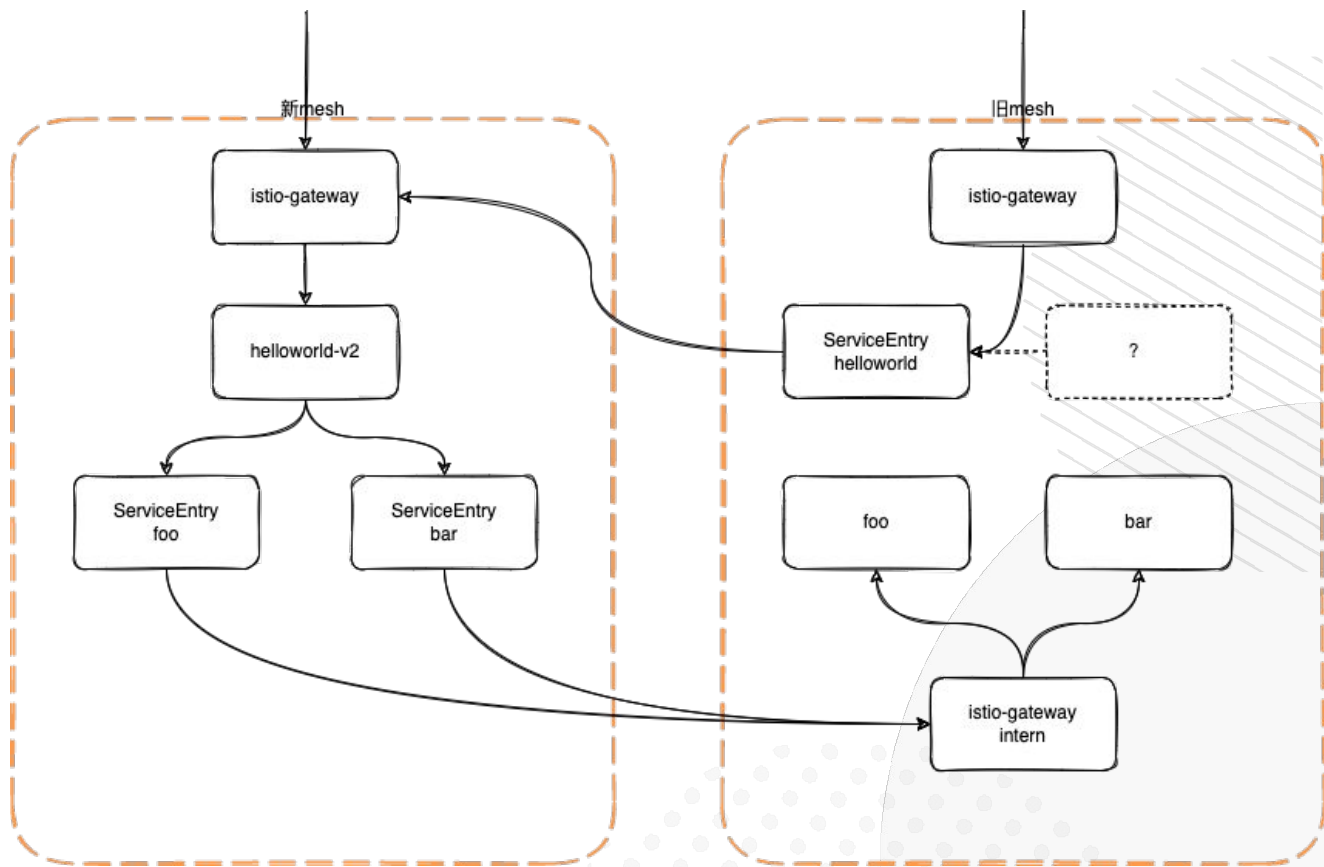 新mesh
旧mesh
istio-gateway
istio-gateway
helloworld-v2
ServiceEntry
helloworld
?
ServiceEntry
foo
ServiceEntry
bar
foo
bar
istio-gateway
intern